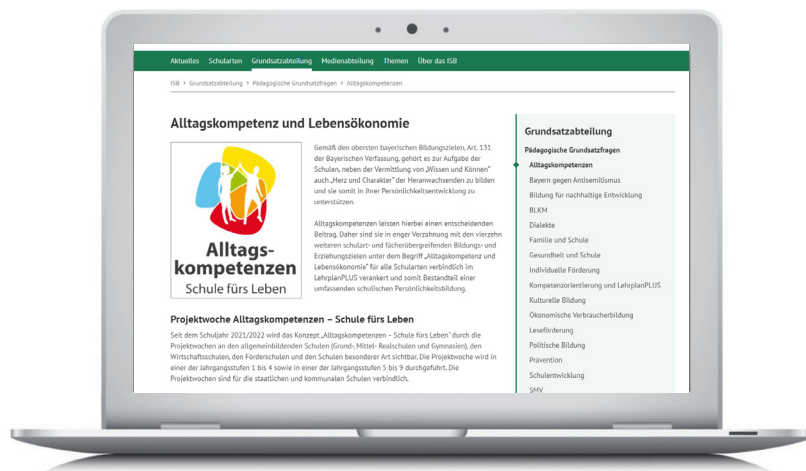 Aktuelles Schularten Grundsatzabteilung Medienabteilung Themen Über das ISB
ISB > Grundsatzabteilung > Pädagogische Grundsatzfragen > Alltagskompetenzen
Alltagskompetenz und Lebensökonomie
Alltags-
kompetenzen
Schule fürs Leben
Gemäß den obersten bayerischen Bildungszielen, Art. 131
der Bayerischen Verfassung, gehört es zur Aufgabe der
Schulen, neben der Vermittlung von „Wissen und Können"
auch „Herz und Charakter" der Heranwachsenden zu bilden
und sie somit in ihrer Persönlichkeitsentwicklung zu
unterstützen.
Alltagskompetenzen leisten hierbei einen entscheidenden
Beitrag. Daher sind sie in enger Verzahnung mit den vierzehn
weiteren schulart- und fächerübergreifenden Bildungs- und
Erziehungszielen unter dem Begriff „Alltagskompetenz und
Lebensökonomie" für alle Schularten verbindlich im
LehrplanPLUS verankert und somit Bestandteil einer
umfassenden schulischen Persönlichkeitsbildung.
Projektwoche Alltagskompetenzen – Schule fürs Leben
Seit dem Schuljahr 2021/2022 wird das Konzept „Alltagskompetenzen – Schule fürs Leben" durch die
Projektwochen an den allgemeinbildenden Schulen (Grund-, Mittel- Realschulen und Gymnasien), den
Wirtschaftsschulen, den Förderschulen und den Schulen besonderer Art sichtbar. Die Projektwoche wird in
einer der Jahrgangsstufen 1 bis 4 sowie in einer der Jahrgangsstufen 5 bis 9 durchgeführt. Die
Projektwochen sind für die staatlichen und kommunalen Schulen verbindlich.
Grundsatzabteilung
Pädagogische Grundsatzfragen
Alltagskompetenzen
Bayern gegen Antisemitismus
Bildung für nachhaltige Entwicklung
BLKM
Dialekte
Familie und Schule
Gesundheit und Schule
Individuelle Förderung
Kompetenzorientierung und LehrplanPLUS
Kulturelle Bildung
Ökonomische Verbraucherbildung
Leseförderung
Politische Bildung
Prävention
Schulentwicklung
SMV